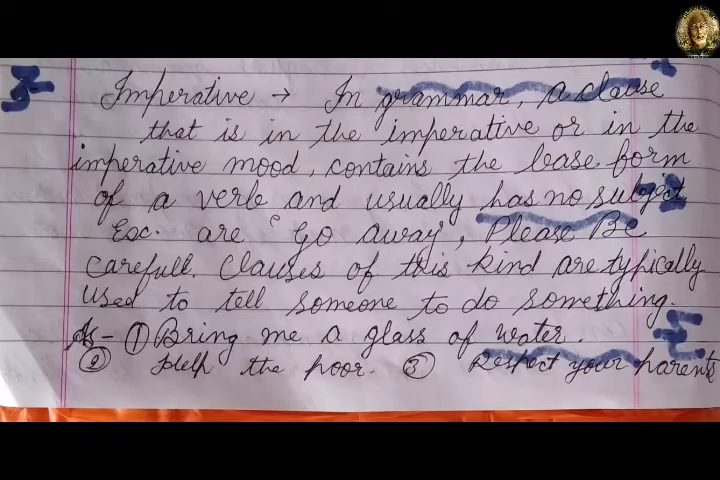 3- Imperative → In grammar, a clause
that is in the imperative or in the
imperative mood, contains the base form
of a verb and usually has no subject.
Exc. are "Go away", Please Be
Carefull. Clauses of this kind are typically
used to tell someone to do something.
① Bring me a glass of water.
② Help the poor. ③ Respect your parents